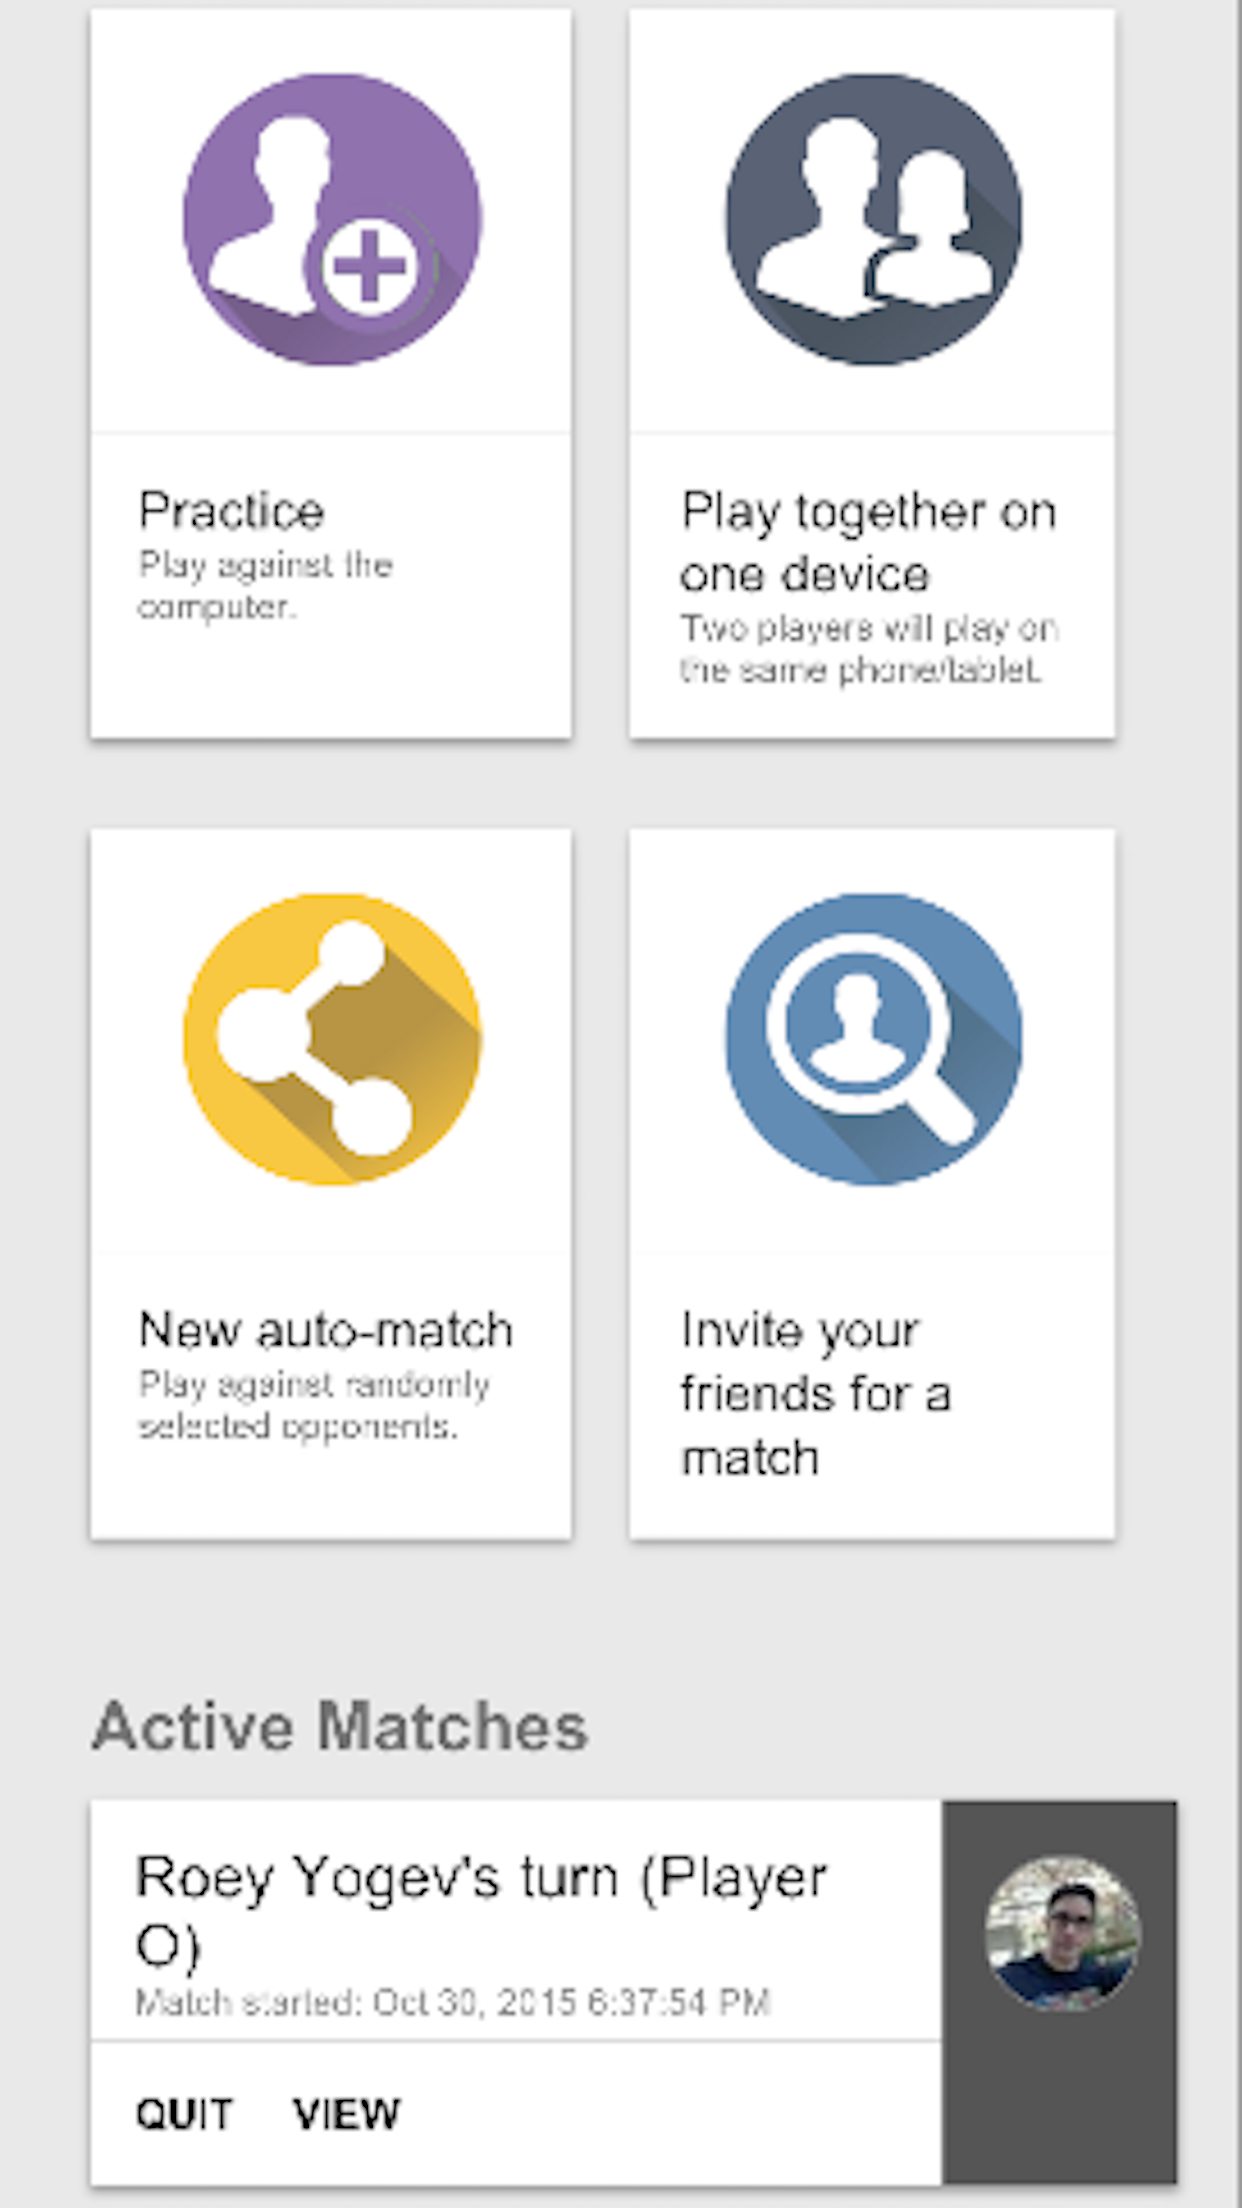 Practice
Play against the
computer.
Play together on
one device
Two players will play on
the same phone/tablet.
New auto-match
Play against randomly
selected opponents.
Invite your
friends for a
match
Active Matches
Roey Yogev's turn (Player
O)
Match started: Oct 30, 2015 6:37:54 PM
QUIT VIEW